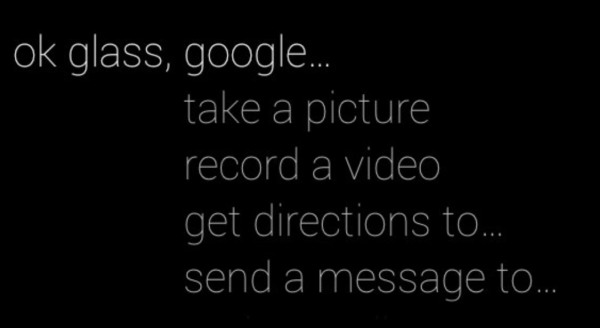 ok glass, google...
take a picture
record a video
get directions to...
send a message to...